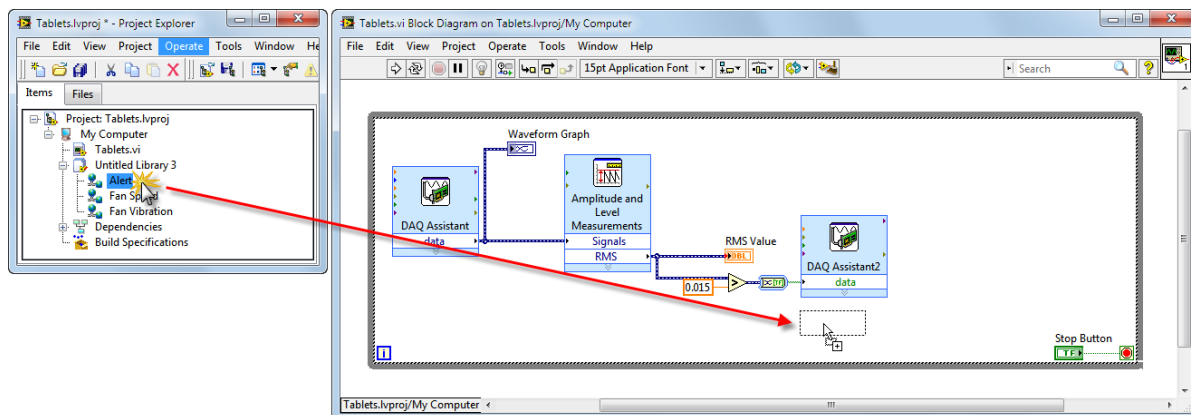 Tablets.lvproj * - Project Explorer
File Edit View Project Operate Tools Window He
Items Files
Project: Tablets.lvproj
My Computer
Tablets.vi
Untitled Library 3
Alert
Fan Sp d
Fan Vibration
Dependencies
Build Specifications
Tablets.vi Block Diagram on Tablets.lvproj/My Computer
File Edit View Project Operate Tools Window Help
15pt Application Font
Search
?
1
Waveform Graph
DAQ Assistant
data
Amplitude and
Level
Measurements
Signals
RMS
RMS Value
DBL
0.015
>
TF
DAQ Assistant2
data
i
Stop Button
TF
Tablets.lvproj/My Computer